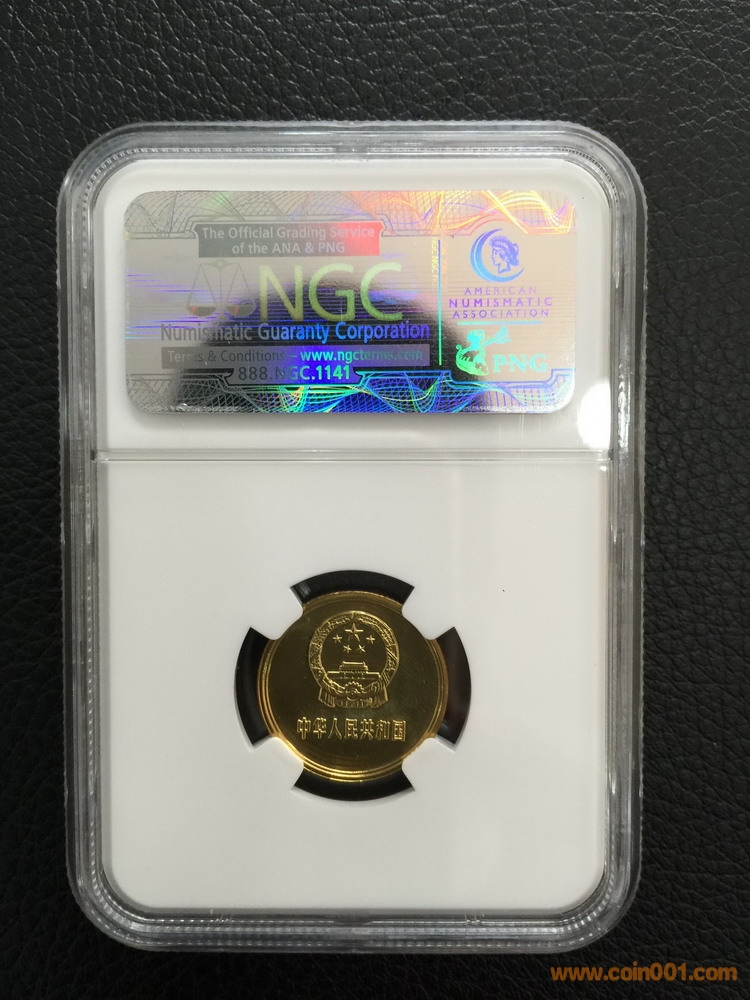 The Official Grading Service
of the ANA & PNG
NGC
Numismatic Guaranty Corporation
Terms & Conditions – www.ngcterms.com
888.NGC.1141
AMERICAN
NUMISMATIC
ASSOCIATION
PNG
中华人民共和国
www.coin001.com